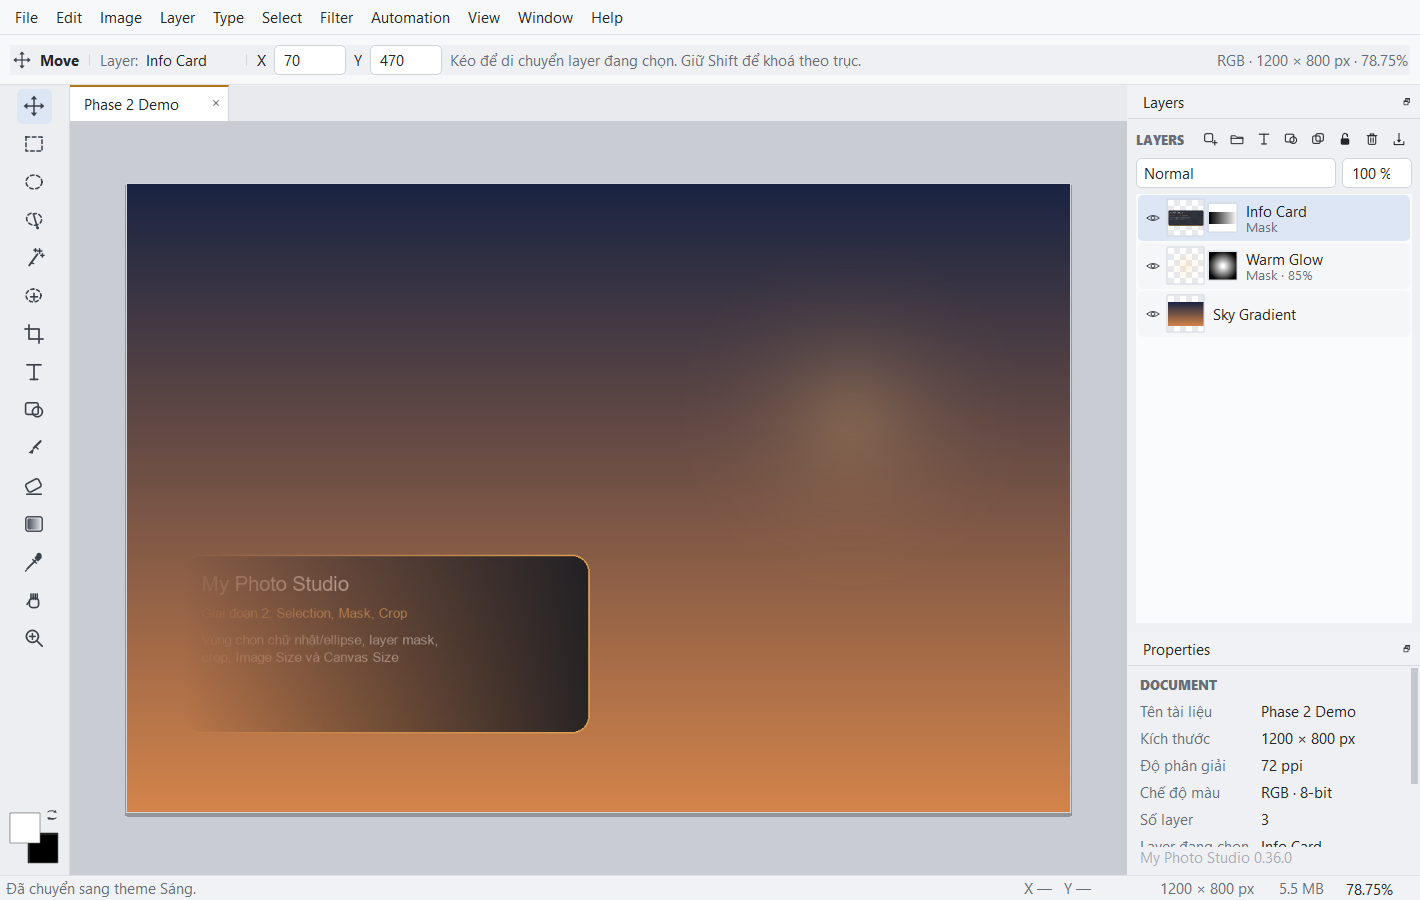 File Edit Image Layer Type Select Filter Automation View Window Help
Move Layer: Info Card X 70 Y 470 Kéo để di chuyển layer đang chọn. Giữ Shift để khoá theo trục. RGB · 1200 × 800 px · 78.75%
Phase 2 Demo ×
Layers
LAYERS
Normal 100 %
Info Card
Mask
Warm Glow
Mask · 85%
Sky Gradient
My Photo Studio
Giai đoạn 2: Selection, Mask, Crop
Vùng chọn chữ nhật/ellipse, layer mask,
crop, Image Size và Canvas Size
Properties
DOCUMENT
Tên tài liệu Phase 2 Demo
Kích thước 1200 × 800 px
Độ phân giải 72 ppi
Chế độ màu RGB · 8-bit
Số layer 3
Layer đang chọn Info Card
My Photo Studio 0.36.0
Đã chuyển sang theme Sáng. X — Y — 1200 × 800 px 5.5 MB 78.75%